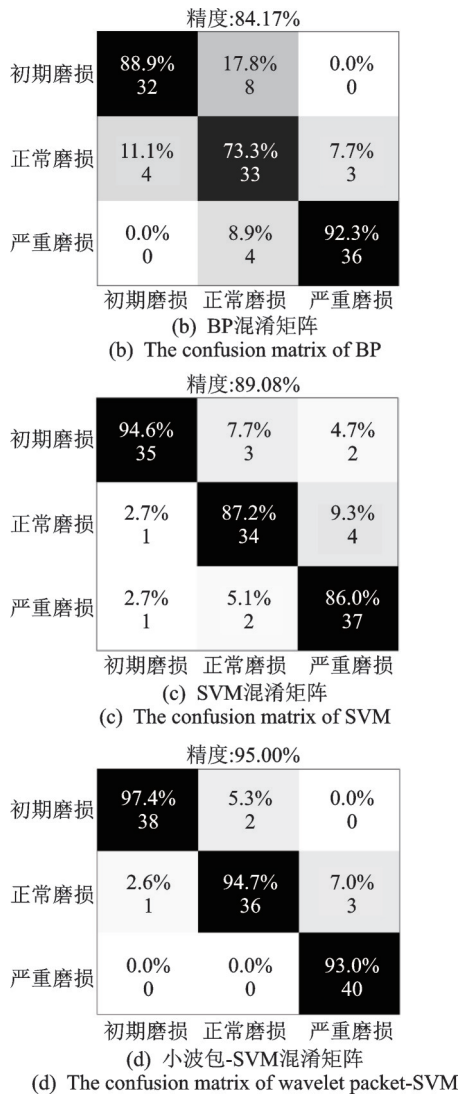 精度:84.17%
初期磨损 88.9% 17.8% 0.0%
32 8 0
正常磨损 11.1% 73.3% 7.7%
4 33 3
严重磨损 0.0% 8.9% 92.3%
0 4 36
初期磨损 正常磨损 严重磨损
(b) BP混淆矩阵
(b) The confusion matrix of BP
精度:89.08%
初期磨损 94.6% 7.7% 4.7%
35 3 2
正常磨损 2.7% 87.2% 9.3%
1 34 4
严重磨损 2.7% 5.1% 86.0%
1 2 37
初期磨损 正常磨损 严重磨损
(c) SVM混淆矩阵
(c) The confusion matrix of SVM
精度:95.00%
初期磨损 97.4% 5.3% 0.0%
38 2 0
正常磨损 2.6% 94.7% 7.0%
1 36 3
严重磨损 0.0% 0.0% 93.0%
0 0 40
初期磨损 正常磨损 严重磨损
(d) 小波包-SVM混淆矩阵
(d) The confusion matrix of wavelet packet-SVM